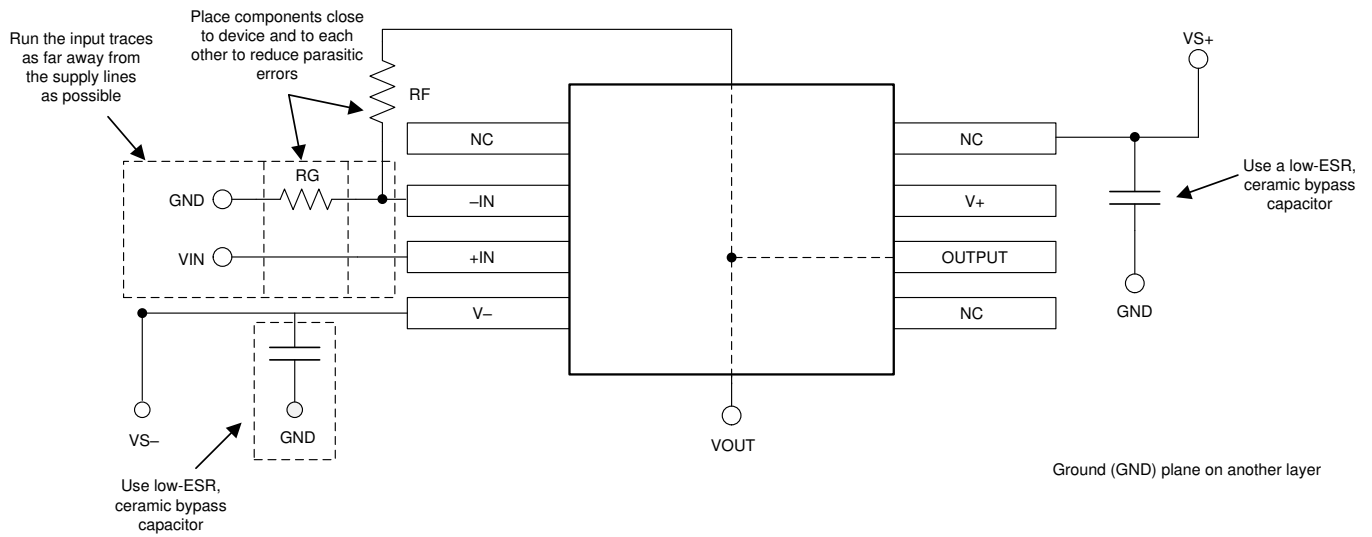 Place components close
to device and to each
other to reduce parasitic
errors
Run the input traces
as far away from
the supply lines
as possible
VS+
RF
NC
NC
Use a low-ESR,
ceramic bypass
capacitor
RG
GND
–IN
V+
VIN
+IN
OUTPUT
GND
V–
NC
VS–
GND
VOUT
Use low-ESR,
ceramic bypass
capacitor
Ground (GND) plane on another layer